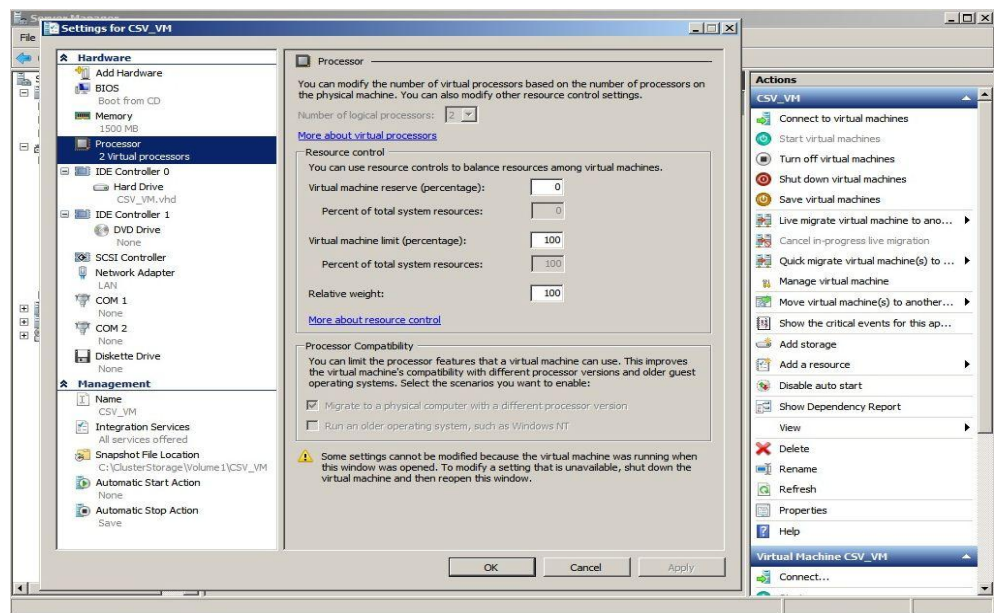 Server Manager
File
Settings for CSV_VM
Hardware
Add Hardware
BIOS
Boot from CD
Memory
1500 MB
Processor
2 Virtual processors
IDE Controller 0
Hard Drive
CSV_VM.vhd
IDE Controller 1
DVD Drive
None
SCSI Controller
Network Adapter
LAN
COM 1
None
COM 2
None
Diskette Drive
None
Management
Name
CSV_VM
Integration Services
All services offered
Snapshot File Location
C:\ClusterStorage\Volume1\CSV_VM
Automatic Start Action
None
Automatic Stop Action
Save
Processor
You can modify the number of virtual processors based on the number of processors on
the physical machine. You can also modify other resource control settings.
Number of logical processors: 2
More about virtual processors
Resource control
You can use resource controls to balance resources among virtual machines.
Virtual machine reserve (percentage): 0
Percent of total system resources: 0
Virtual machine limit (percentage): 100
Percent of total system resources: 100
Relative weight: 100
More about resource control
Processor Compatibility
You can limit the processor features that a virtual machine can use. This improves
the virtual machine's compatibility with different processor versions and older guest
operating systems. Select the scenarios you want to enable:
Migrate to a physical computer with a different processor version
Run an older operating system, such as Windows NT
Some settings cannot be modified because the virtual machine was running when
this window was opened. To modify a setting that is unavailable, shut down the
virtual machine and then reopen this window.
OK Cancel Apply
Actions
CSV_VM
Connect to virtual machines
Start virtual machines
Turn off virtual machines
Shut down virtual machines
Save virtual machines
Live migrate virtual machine to ano...
Cancel in-progress live migration
Quick migrate virtual machine(s) to ...
Manage virtual machine
Move virtual machine(s) to another...
Show the critical events for this ap...
Add storage
Add a resource
Disable auto start
Show Dependency Report
View
Delete
Rename
Refresh
Properties
Help
Virtual Machine CSV_VM
Connect...